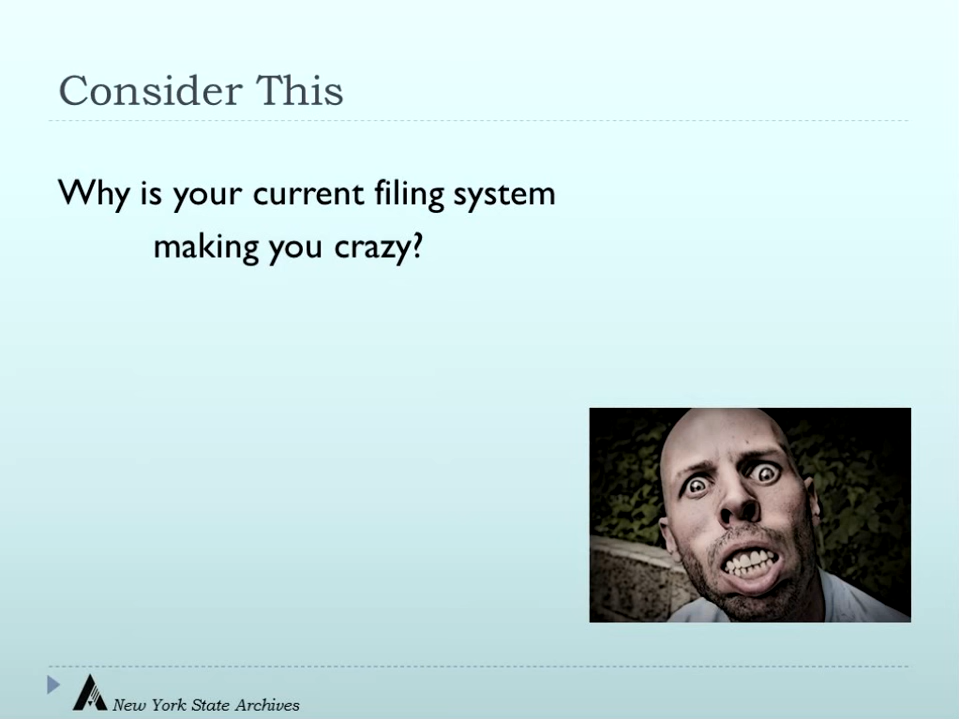 Consider This
Why is your current filing system
making you crazy?
New York State Archives